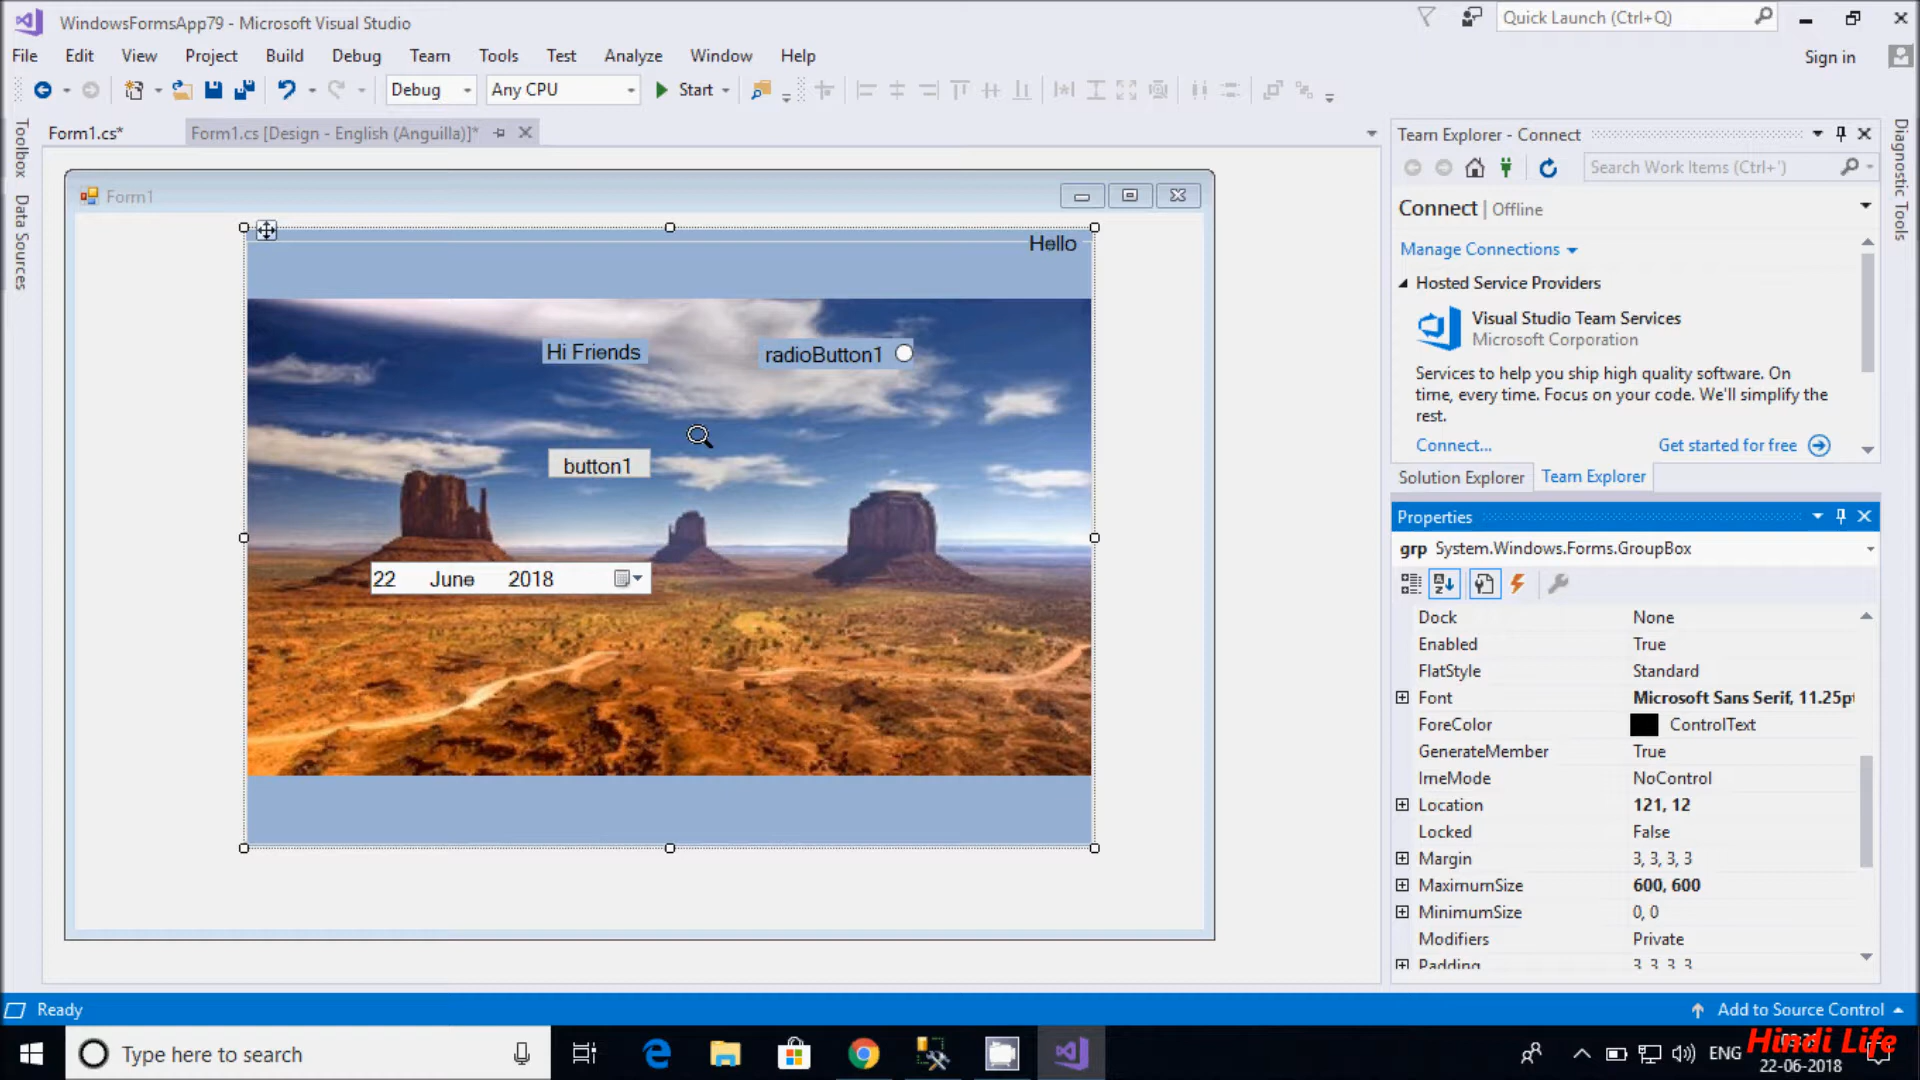 WindowsFormsApp79 - Microsoft Visual Studio
Quick Launch (Ctrl+Q)
File Edit View Project Build Debug Team Tools Test Analyze Window Help
Sign in
Debug Any CPU Start
Form1.cs* Form1.cs [Design - English (Anguilla)]*
Toolbox
Data Sources
Form1
Hello
Hi Friends
radioButton1
button1
22 June 2018
Team Explorer - Connect
Search Work Items (Ctrl+')
Connect | Offline
Manage Connections
Hosted Service Providers
Visual Studio Team Services
Microsoft Corporation
Services to help you ship high quality software. On
time, every time. Focus on your code. We'll simplify the
rest.
Connect... Get started for free
Solution Explorer Team Explorer
Diagnostic Tools
Properties
grp System.Windows.Forms.GroupBox
Dock None
Enabled True
FlatStyle Standard
Font Microsoft Sans Serif, 11.25pt
ForeColor ControlText
GenerateMember True
ImeMode NoControl
Location 121, 12
Locked False
Margin 3, 3, 3, 3
MaximumSize 600, 600
MinimumSize 0, 0
Modifiers Private
Padding 3, 3, 3, 3
Ready
Add to Source Control
Type here to search
ENG
Hindi Life
22-06-2018